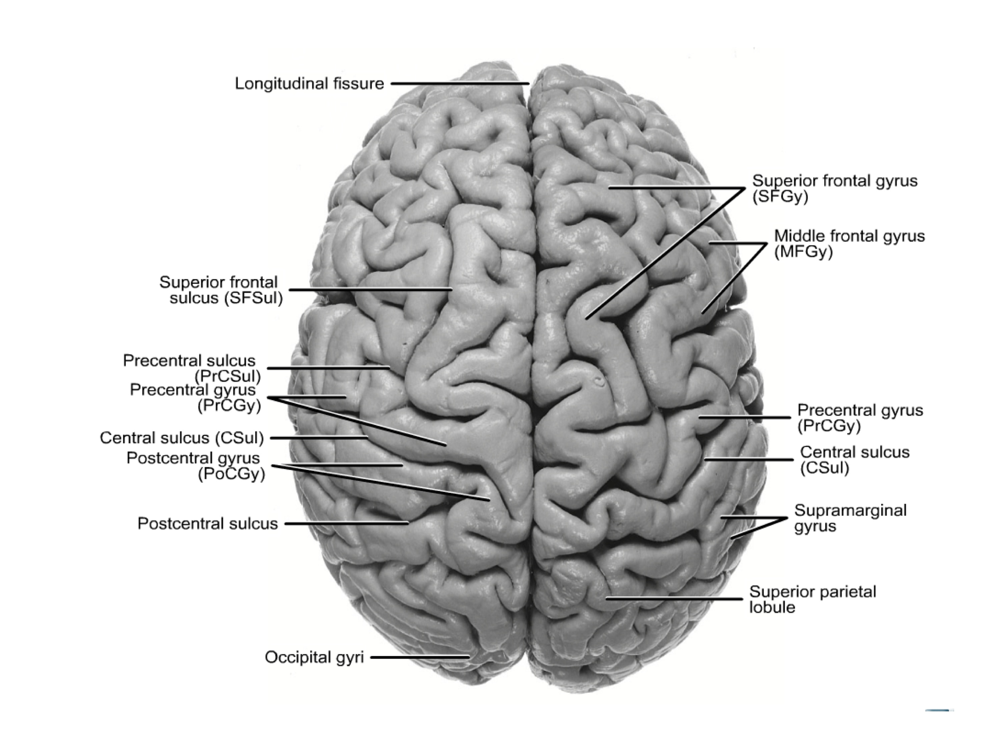 Longitudinal fissure
Superior frontal
sulcus (SFSul)
Precentral sulcus
(PrCSul)
Precentral gyrus
(PrCGy)
Central sulcus (CSul)
Postcentral gyrus
(PoCGy)
Postcentral sulcus
Occipital gyri
Superior frontal gyrus
(SFGy)
Middle frontal gyrus
(MFGy)
Precentral gyrus
(PrCGy)
Central sulcus
(CSul)
Supramarginal
gyrus
Superior parietal
lobule